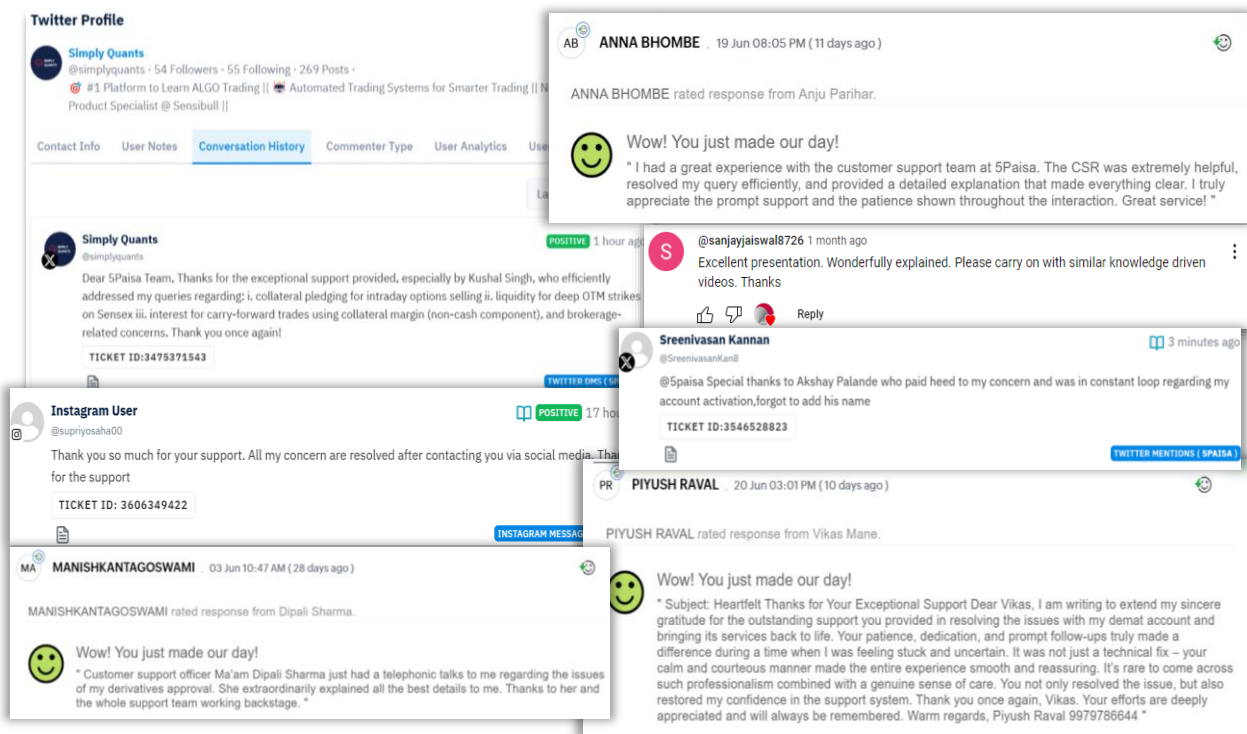 Twitter Profile
Simply Quants
@simplyquants · 54 Followers · 55 Following · 269 Posts ·
🎯 #1 Platform to Learn ALGO Trading || Automated Trading Systems for Smarter Trading || N
Product Specialist @ Sensibull ||
Contact Info User Notes Conversation History Commenter Type User Analytics Use
La
Simply Quants
POSITIVE 1 hour ago
@simplyquants
Dear 5Paisa Team, Thanks for the exceptional support provided, especially by Kushal Singh, who efficiently
addressed my queries regarding: i. collateral pledging for intraday options selling ii. liquidity for deep OTM strikes
on Sensex iii. interest for carry-forward trades using collateral margin (non-cash component), and brokerage-
related concerns. Thank you once again!
TICKET ID:3475371543
TWITTER DMS ( 5P
AB ANNA BHOMBE , 19 Jun 08:05 PM ( 11 days ago )
ANNA BHOMBE rated response from Anju Parihar.
Wow! You just made our day!
" I had a great experience with the customer support team at 5Paisa. The CSR was extremely helpful,
resolved my query efficiently, and provided a detailed explanation that made everything clear. I truly
appreciate the prompt support and the patience shown throughout the interaction. Great service! "
S
@sanjayjaiswal8726 1 month ago
Excellent presentation. Wonderfully explained. Please carry on with similar knowledge driven
videos. Thanks
Reply
Sreenivasan Kannan
3 minutes ago
@SreenivasanKan8
@5paisa Special thanks to Akshay Palande who paid heed to my concern and was in constant loop regarding my
account activation,forgot to add his name
TICKET ID:3546528823
TWITTER MENTIONS ( 5PAISA )
Instagram User
POSITIVE 17 hou
@supriyosaha00
Thank you so much for your support. All my concern are resolved after contacting you via social media. Tha
for the support
TICKET ID: 3606349422
INSTAGRAM MESSAG
PR PIYUSH RAVAL , 20 Jun 03:01 PM ( 10 days ago )
PIYUSH RAVAL rated response from Vikas Mane.
Wow! You just made our day!
" Subject: Heartfelt Thanks for Your Exceptional Support Dear Vikas, I am writing to extend my sincere
gratitude for the outstanding support you provided in resolving the issues with my demat account and
bringing its services back to life. Your patience, dedication, and prompt follow-ups truly made a
difference during a time when I was feeling stuck and uncertain. It was not just a technical fix – your
calm and courteous manner made the entire experience smooth and reassuring. It's rare to come across
such professionalism combined with a genuine sense of care. You not only resolved the issue, but also
restored my confidence in the support system. Thank you once again, Vikas. Your efforts are deeply
appreciated and will always be remembered. Warm regards, Piyush Raval 9979786644 "
MA MANISHKANTAGOSWAMI , 03 Jun 10:47 AM ( 28 days ago )
MANISHKANTAGOSWAMI rated response from Dipali Sharma.
Wow! You just made our day!
" Customer support officer Ma'am Dipali Sharma just had a telephonic talks to me regarding the issues
of my derivatives approval. She extraordinarily explained all the best details to me. Thanks to her and
the whole support team working backstage. "